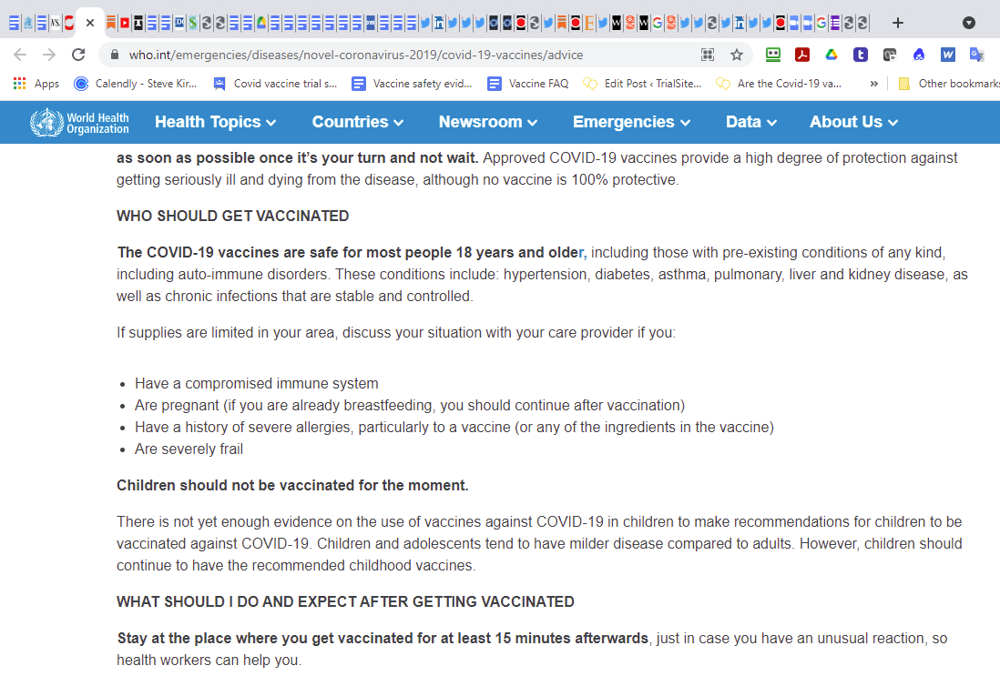 who.int/emergencies/diseases/novel-coronavirus-2019/covid-19-vaccines/advice
Apps Calendly - Steve Kir... Covid vaccine trial s... Vaccine safety evid... Vaccine FAQ Edit Post ‹ TrialSite... Are the Covid-19 va... » Other bookmarks
World Health Organization
Health Topics Countries Newsroom Emergencies Data About Us
as soon as possible once it’s your turn and not wait. Approved COVID-19 vaccines provide a high degree of protection against
getting seriously ill and dying from the disease, although no vaccine is 100% protective.
WHO SHOULD GET VACCINATED
The COVID-19 vaccines are safe for most people 18 years and older, including those with pre-existing conditions of any kind,
including auto-immune disorders. These conditions include: hypertension, diabetes, asthma, pulmonary, liver and kidney disease, as
well as chronic infections that are stable and controlled.
If supplies are limited in your area, discuss your situation with your care provider if you:
• Have a compromised immune system
• Are pregnant (if you are already breastfeeding, you should continue after vaccination)
• Have a history of severe allergies, particularly to a vaccine (or any of the ingredients in the vaccine)
• Are severely frail
Children should not be vaccinated for the moment.
There is not yet enough evidence on the use of vaccines against COVID-19 in children to make recommendations for children to be
vaccinated against COVID-19. Children and adolescents tend to have milder disease compared to adults. However, children should
continue to have the recommended childhood vaccines.
WHAT SHOULD I DO AND EXPECT AFTER GETTING VACCINATED
Stay at the place where you get vaccinated for at least 15 minutes afterwards, just in case you have an unusual reaction, so
health workers can help you.